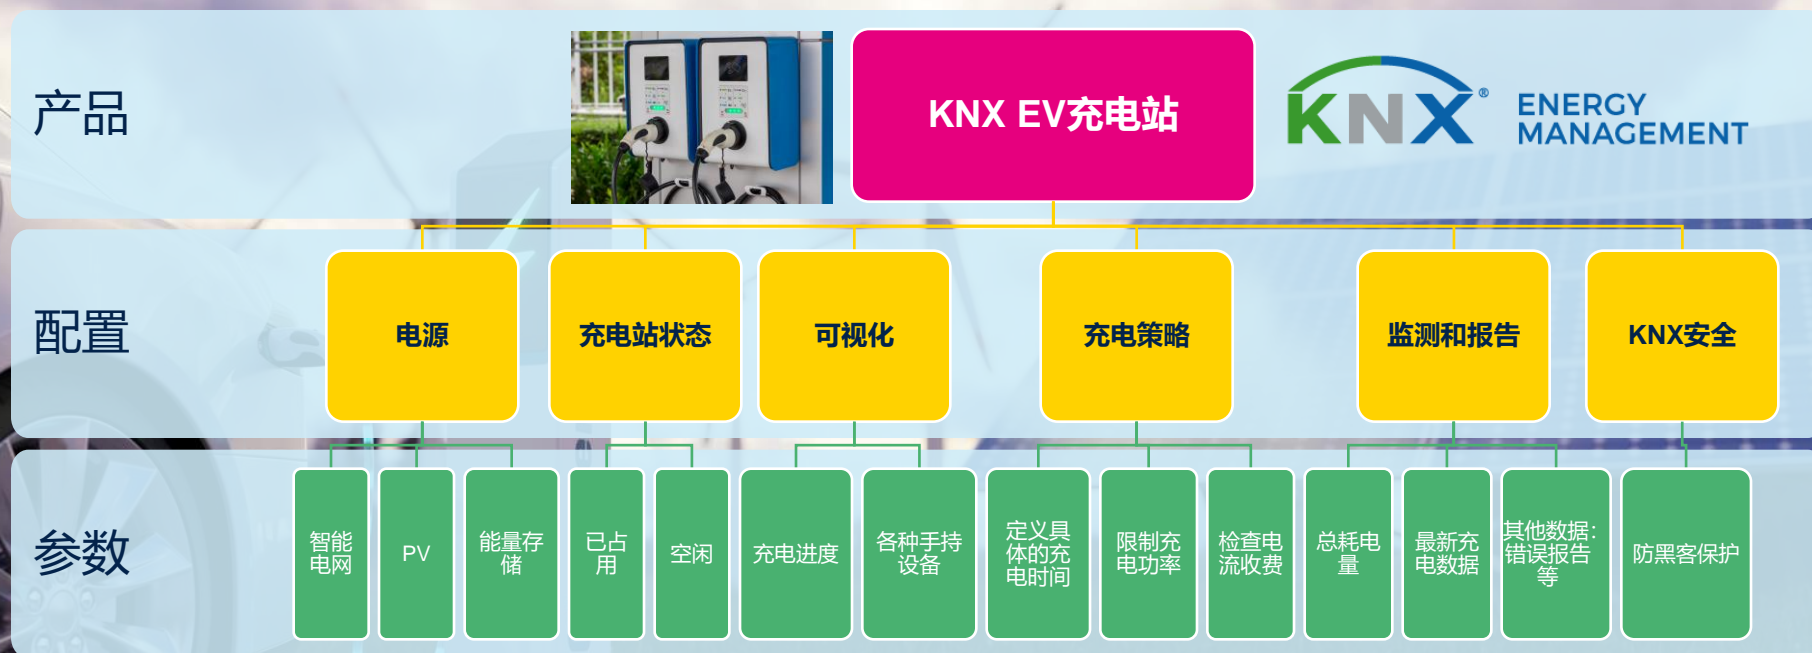 产品
KNX EV充电站
KNX®
ENERGY
MANAGEMENT
配置
电源
充电站状态
可视化
充电策略
监测和报告
KNX安全
参数
智能
电网
PV
能量存
储
已占
用
空闲
充电进度
各种手持
设备
定义具
体的充
电时间
限制充
电功率
检查电
流收费
总耗电
量
最新充
电数据
其他数据：
错误报告
等
防黑客保护